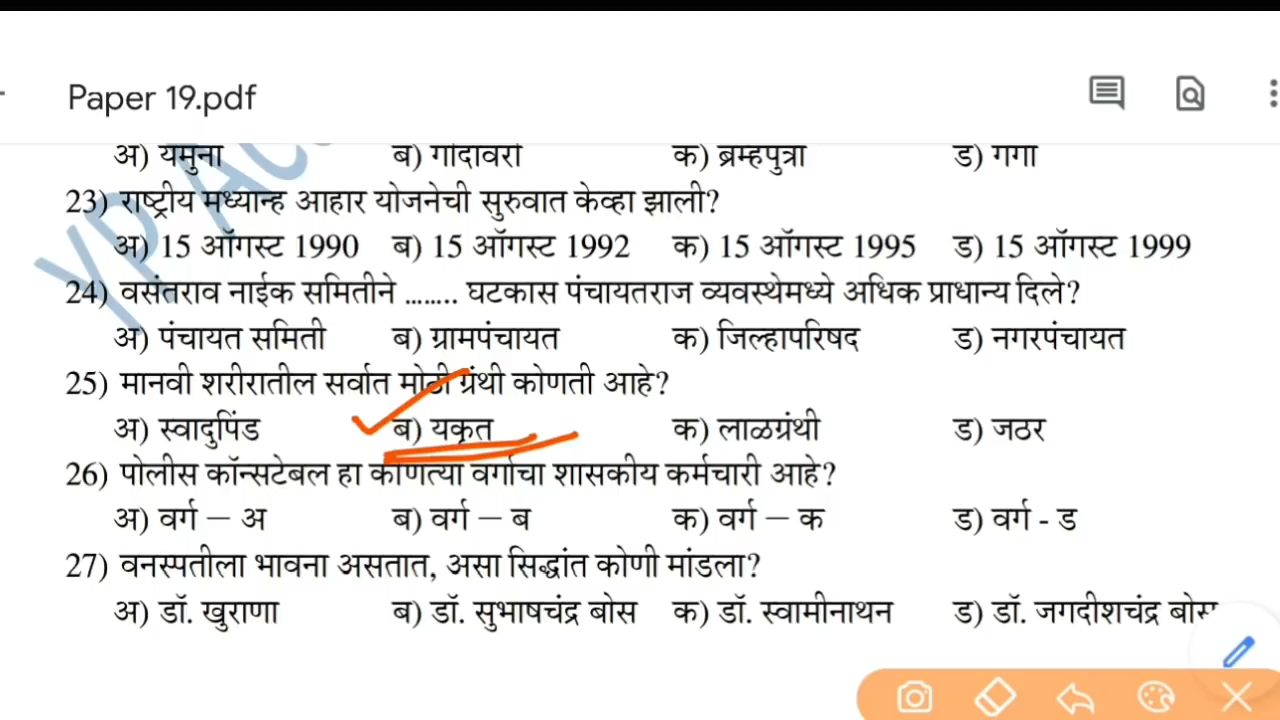 Paper 19.pdf
अ) यमुना ब) गोदावरी क) ब्रम्हपुत्रा ड) गंगा
23) राष्ट्रीय मध्यान्ह आहार योजनेची सुरुवात केव्हा झाली?
अ) 15 ऑगस्ट 1990 ब) 15 ऑगस्ट 1992 क) 15 ऑगस्ट 1995 ड) 15 ऑगस्ट 1999
24) वसंतराव नाईक समितीने ........ घटकास पंचायतराज व्यवस्थेमध्ये अधिक प्राधान्य दिले?
अ) पंचायत समिती ब) ग्रामपंचायत क) जिल्हापरिषद ड) नगरपंचायत
25) मानवी शरीरातील सर्वात मोठी ग्रंथी कोणती आहे?
अ) स्वादुपिंड ब) यकृत क) लाळग्रंथी ड) जठर
26) पोलीस कॉन्सटेबल हा कोणत्या वर्गाचा शासकीय कर्मचारी आहे?
अ) वर्ग – अ ब) वर्ग – ब क) वर्ग – क ड) वर्ग - ड
27) वनस्पतीला भावना असतात, असा सिद्धांत कोणी मांडला?
अ) डॉ. खुराणा ब) डॉ. सुभाषचंद्र बोस क) डॉ. स्वामीनाथन ड) डॉ. जगदीशचंद्र बोस